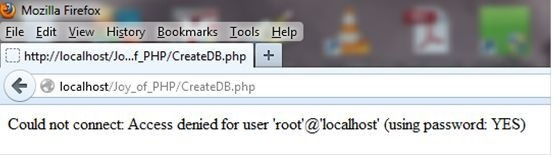 Mozilla Firefox
File Edit View History Bookmarks Tools Help
http://localhost/Jo...f_PHP/CreateDB.php +
localhost/Joy_of_PHP/CreateDB.php
Could not connect: Access denied for user 'root'@'localhost' (using password: YES)